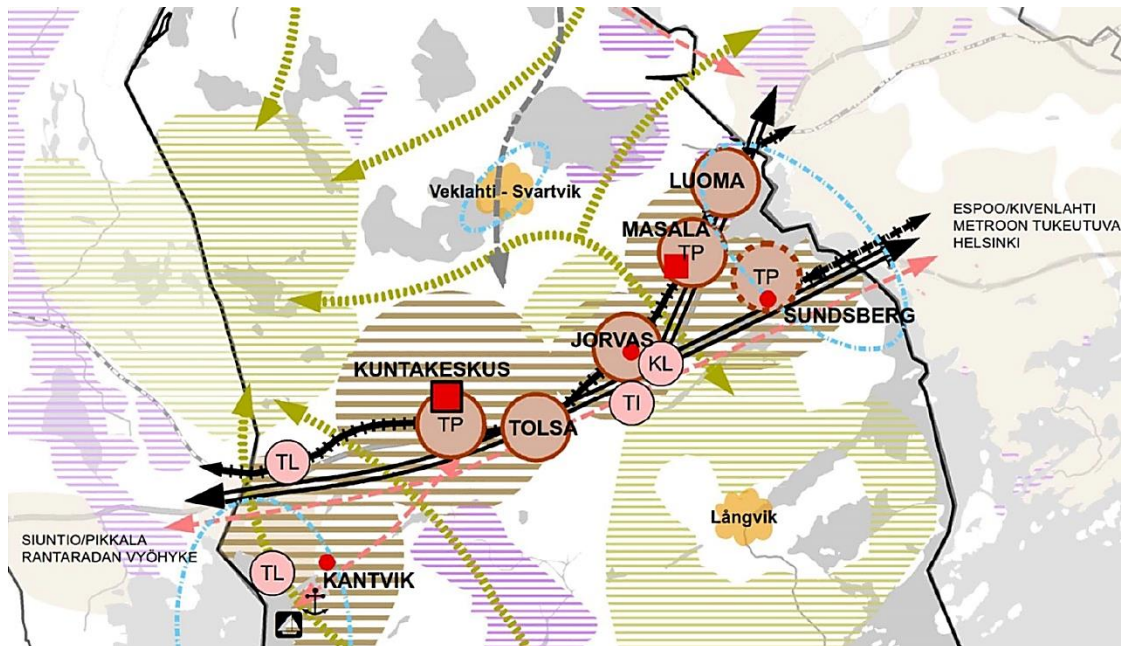 LUOMA
Veklahti - Svartvik
MASALA
TP
ESPOO/KIVENLAHTI
METROON TUKEUTUVA
HELSINKI
TP
SUNDSBERG
JORVAS
KL
KUNTAKESKUS
TI
TP
TOLSA
TL
Långvik
SIUNTIO/PIKKALA
RANTARADAN VYÖHYKE
TL
KANTVIK